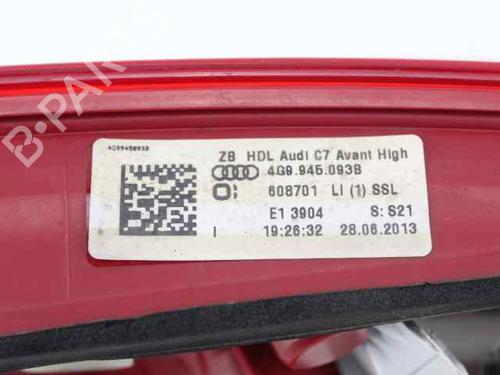 4G9945093B
ZB HDL Audi C7 Avant High
4G9.945.093B
608701 LI (1) SSL
E1 3904 S: S21
19:26:32 28.06.2013